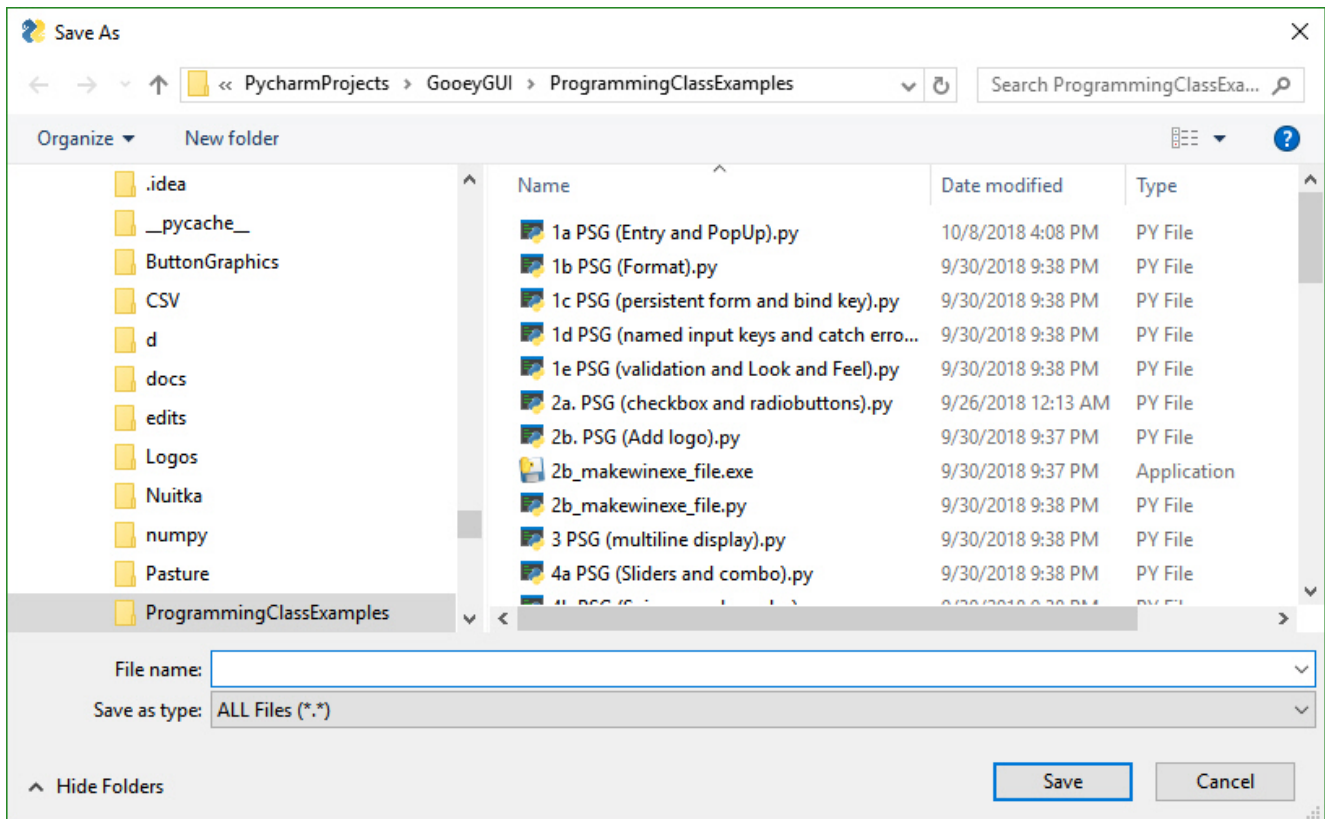 Save As
« PycharmProjects > GooeyGUI > ProgrammingClassExamples
Search ProgrammingClassExa...
Organize
New folder
?
.idea
__pycache__
ButtonGraphics
CSV
d
docs
edits
Logos
Nuitka
numpy
Pasture
ProgrammingClassExamples
Name Date modified Type
1a PSG (Entry and PopUp).py 10/8/2018 4:08 PM PY File
1b PSG (Format).py 9/30/2018 9:38 PM PY File
1c PSG (persistent form and bind key).py 9/30/2018 9:38 PM PY File
1d PSG (named input keys and catch erro... 9/30/2018 9:38 PM PY File
1e PSG (validation and Look and Feel).py 9/30/2018 9:38 PM PY File
2a. PSG (checkbox and radiobuttons).py 9/26/2018 12:13 AM PY File
2b. PSG (Add logo).py 9/30/2018 9:37 PM PY File
2b_makewinexe_file.exe 9/30/2018 9:37 PM Application
2b_makewinexe_file.py 9/30/2018 9:38 PM PY File
3 PSG (multiline display).py 9/30/2018 9:38 PM PY File
4a PSG (Sliders and combo).py 9/30/2018 9:38 PM PY File
File name:
Save as type: ALL Files (*.*)
Hide Folders
Save
Cancel